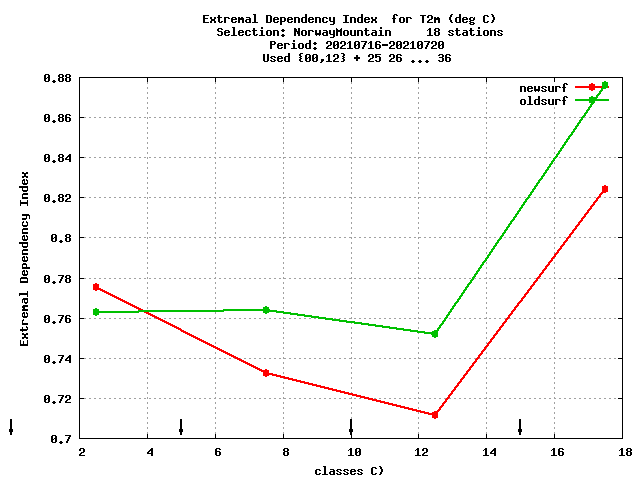 Extremal Dependency Index  for T2m (deg C)
Selection: NorwayMountain     18 stations
Period: 20210716-20210720
Used {00,12} + 25 26 ... 36
newsurf
oldsurf
Extremal Dependency Index
0.88
0.86
0.84
0.82
0.8
0.78
0.76
0.74
0.72
0.7
2 4 6 8 10 12 14 16 18
classes C)